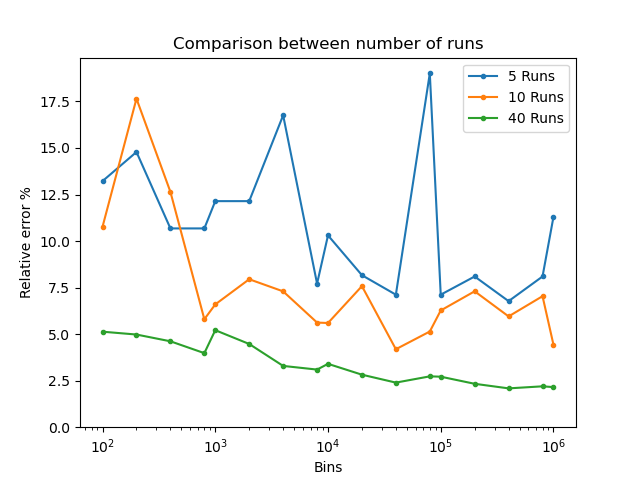 Comparison between number of runs
5 Runs
10 Runs
40 Runs
Relative error %
17.5
15.0
12.5
10.0
7.5
5.0
2.5
0.0
10² 10³ 10⁴ 10⁵ 10⁶
Bins